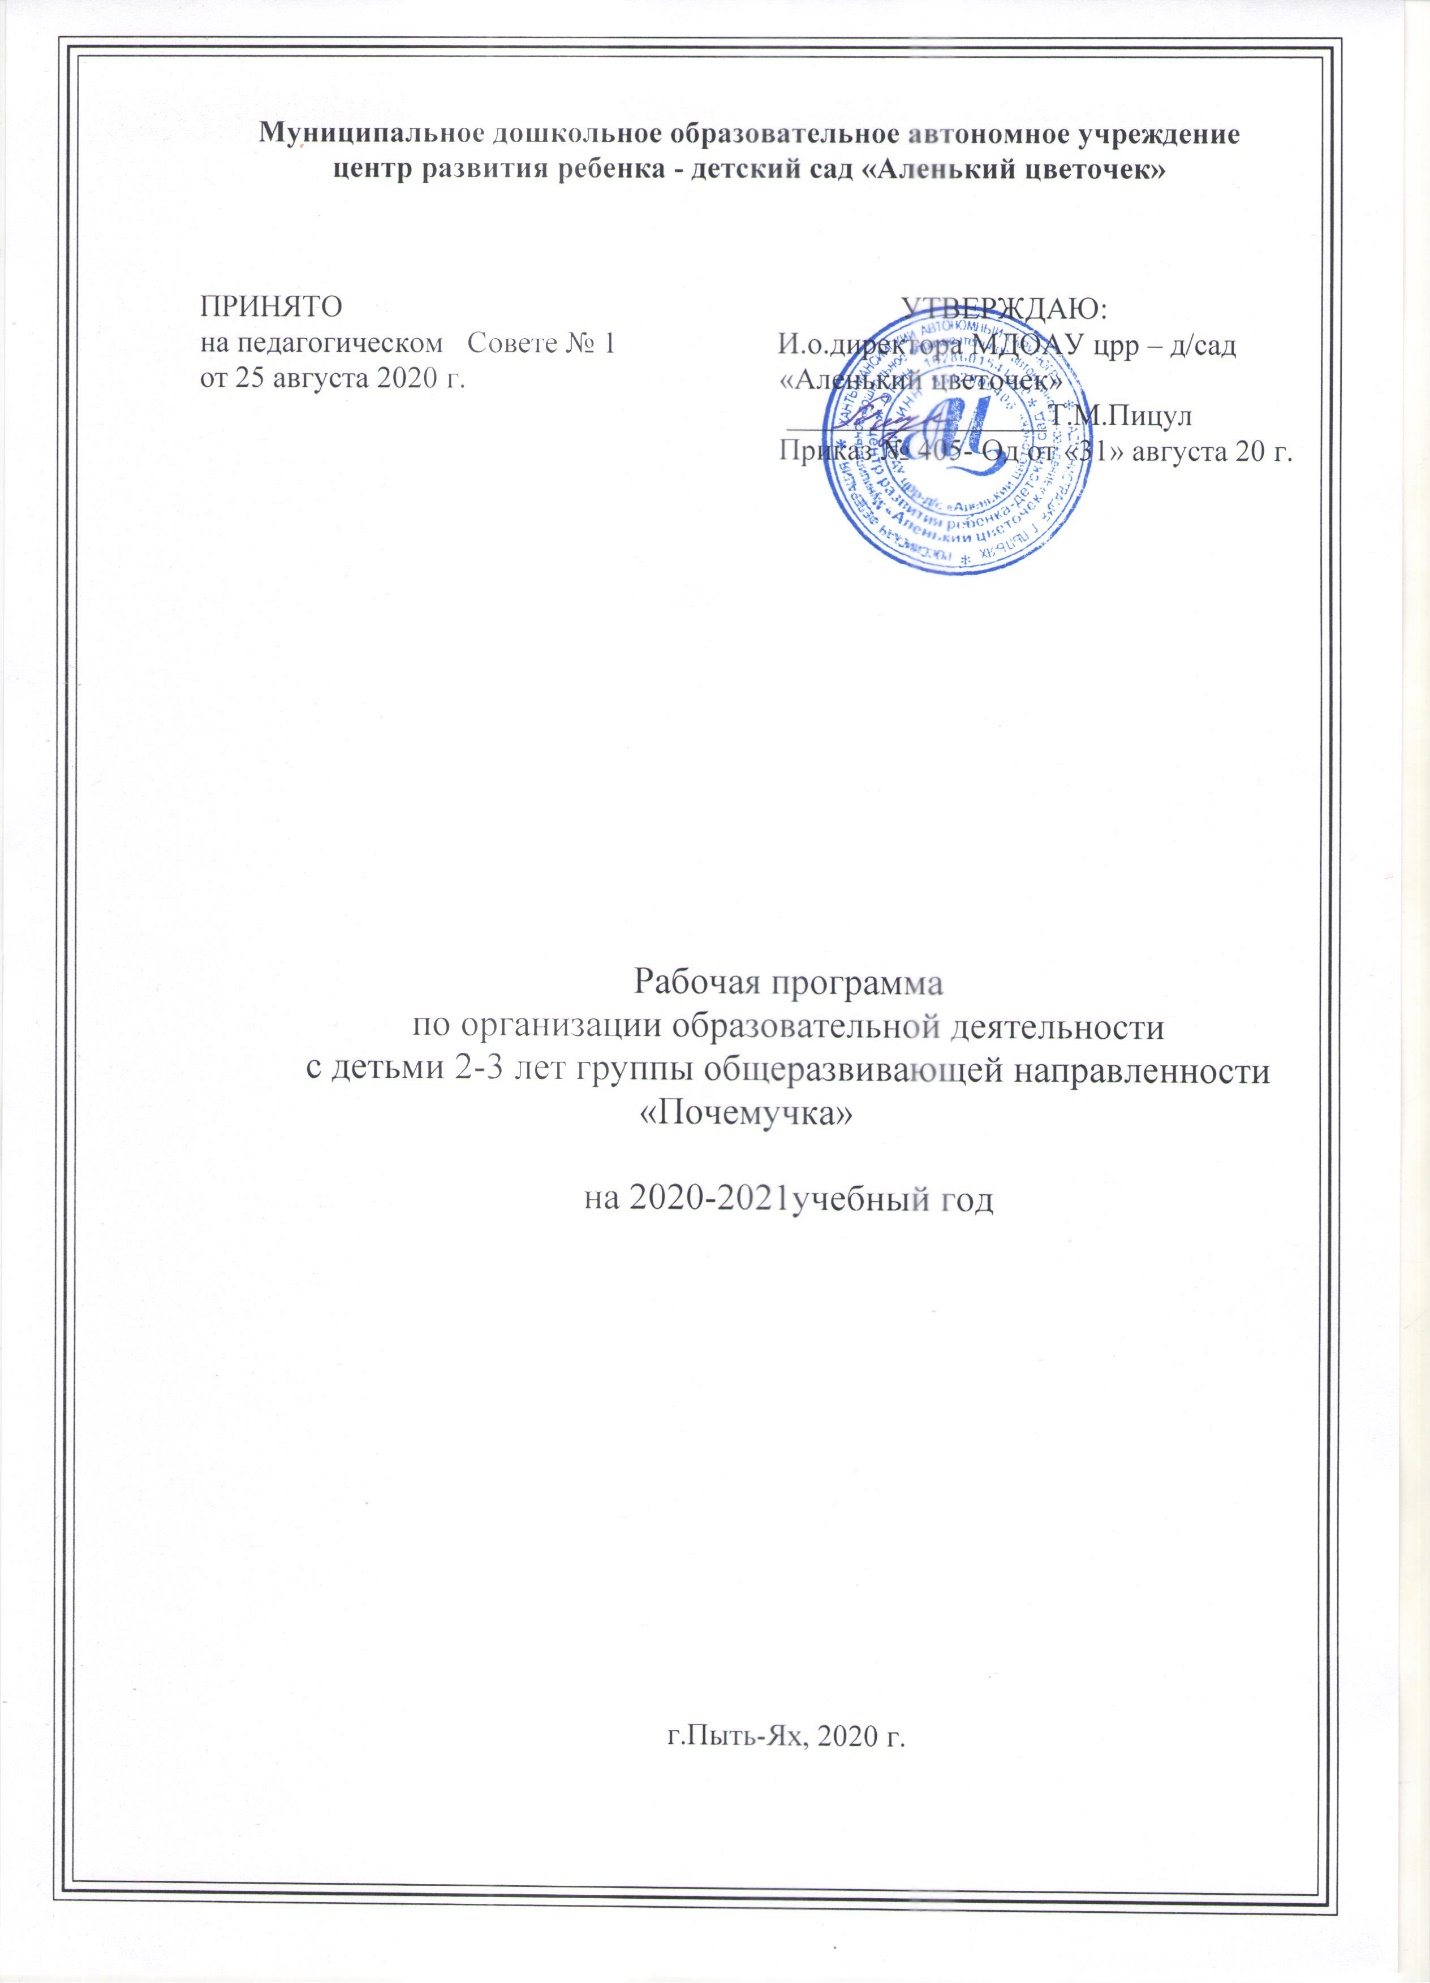 Муниципальное дошкольное образовательное автономное учреждение
центр развития ребенка - детский сад «Аленький цветочек»
ПРИНЯТО
на педагогическом Совете № 1
от 25 августа 2020 г.
УТВЕРЖДАЮ:
И.о.директора МДОАУ црр – д/сад
«Аленький цветочек»
Т.М.Пицул
Приказ № 405- Од от «31» августа 20 г.
Рабочая программа
по организации образовательной деятельности
с детьми 2-3 лет группы общеразвивающей направленности
«Почемучка»
на 2020-2021учебный год
г.Пыть-Ях, 2020 г.